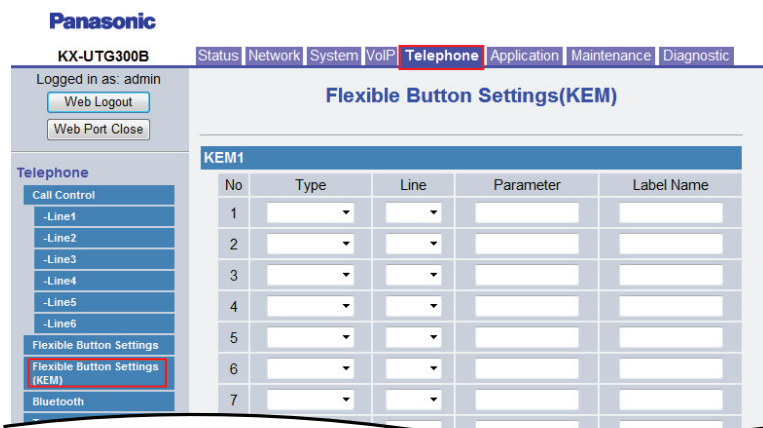 Panasonic
KX-UTG300B
Status Network System VoIP Telephone Application Maintenance Diagnostic
Logged in as: admin
Web Logout
Web Port Close
Flexible Button Settings(KEM)
Telephone
Call Control
-Line1
-Line2
-Line3
-Line4
-Line5
-Line6
Flexible Button Settings
Flexible Button Settings
(KEM)
Bluetooth
KEM1
No Type Line Parameter Label Name
1
2
3
4
5
6
7